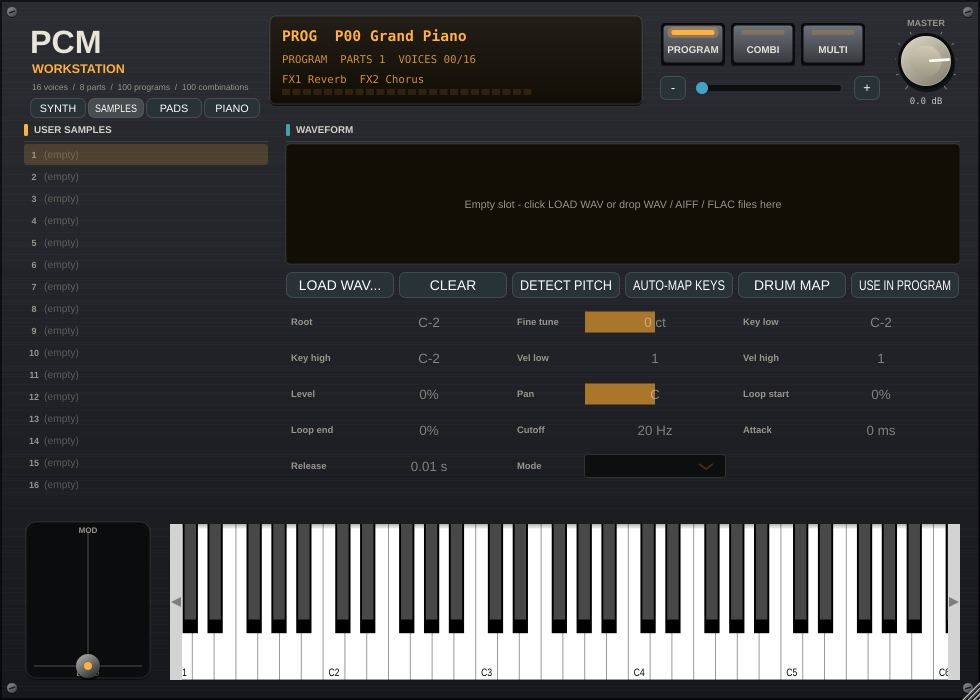 PCM
WORKSTATION
16 voices / 8 parts / 100 programs / 100 combinations
SYNTH SAMPLES PADS PIANO
PROG P00 Grand Piano
PROGRAM PARTS 1 VOICES 00/16
FX1 Reverb FX2 Chorus
PROGRAM COMBI MULTI
- +
MASTER
0.0 dB
USER SAMPLES
1 (empty)
2 (empty)
3 (empty)
4 (empty)
5 (empty)
6 (empty)
7 (empty)
8 (empty)
9 (empty)
10 (empty)
11 (empty)
12 (empty)
13 (empty)
14 (empty)
15 (empty)
16 (empty)
WAVEFORM
Empty slot - click LOAD WAV or drop WAV / AIFF / FLAC files here
LOAD WAV... CLEAR DETECT PITCH AUTO-MAP KEYS DRUM MAP USE IN PROGRAM
Root C-2 Fine tune 0 ct Key low C-2
Key high C-2 Vel low 1 Vel high 1
Level 0% Pan C Loop start 0%
Loop end 0% Cutoff 20 Hz Attack 0 ms
Release 0.01 s Mode
MOD
1 C2 C3 C4 C5 C6